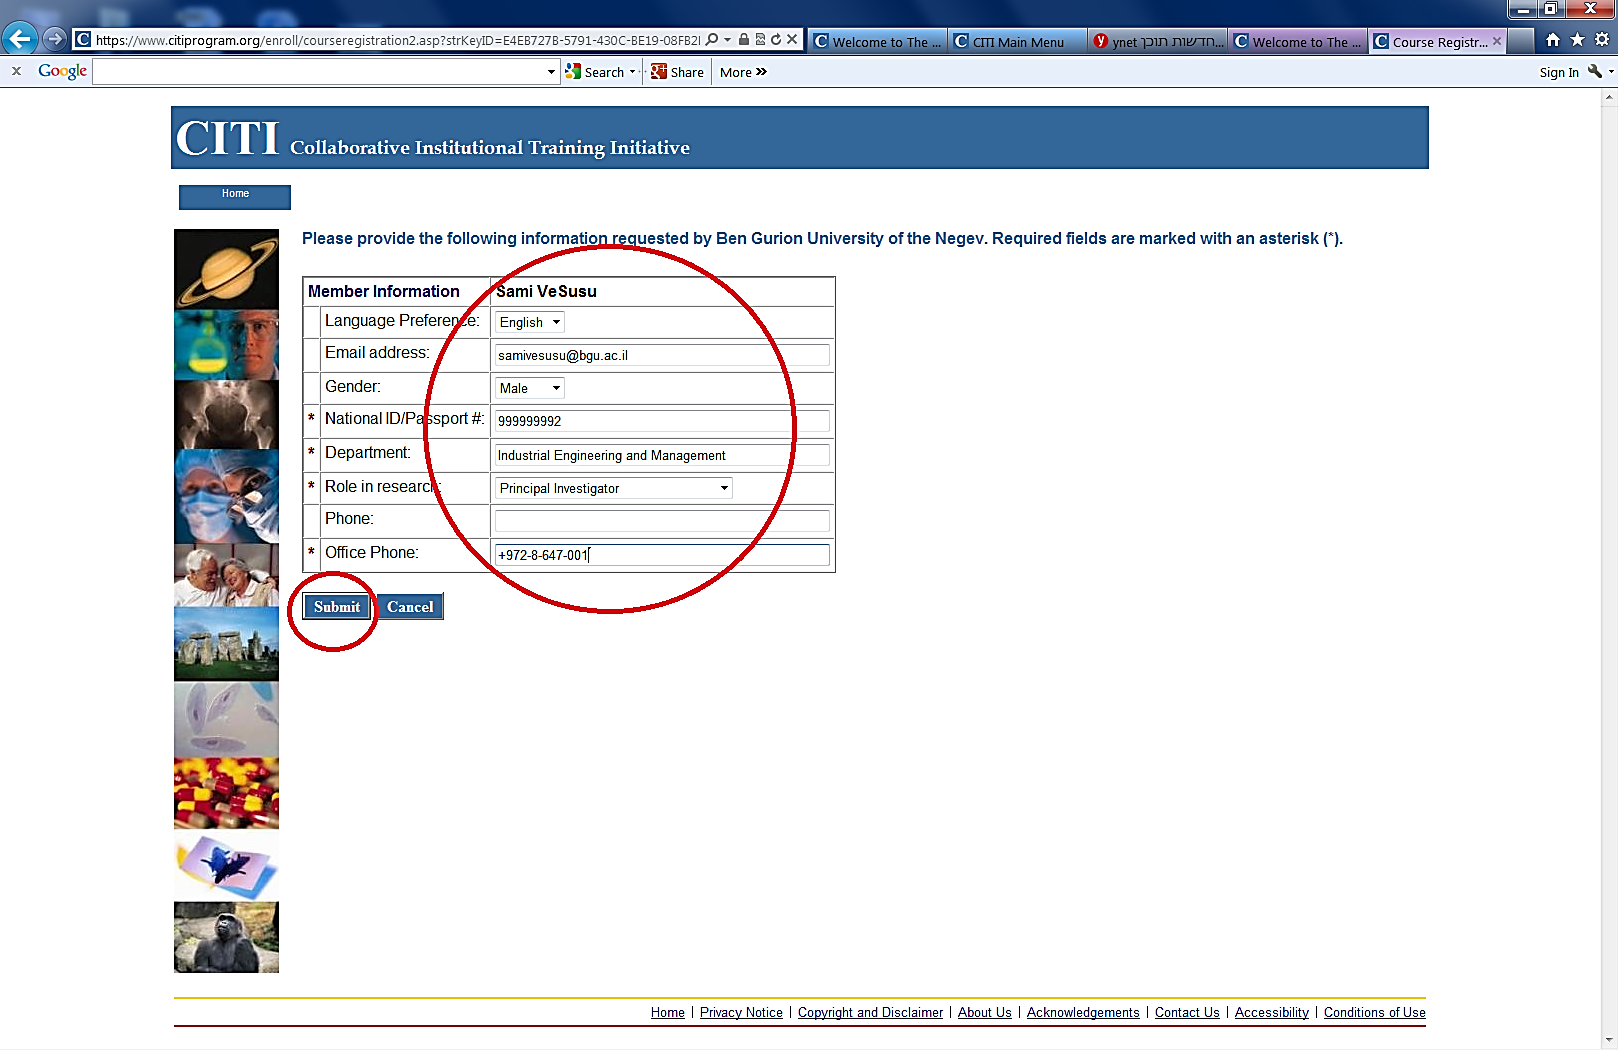 https://www.citiprogram.org/enroll/courseregistration2.asp?strKeyID=E4EB727B-5791-430C-BE19-08FB2I
Welcome to The ...
CITI Main Menu
ynet חדשות תוכן...
Welcome to The ...
Course Registr...
Google
Search
Share
More
Sign In
CITI Collaborative Institutional Training Initiative
Home
Please provide the following information requested by Ben Gurion University of the Negev. Required fields are marked with an asterisk (*).
Member Information Sami VeSusu
Language Preference: English
Email address: samivesusu@bgu.ac.il
Gender: Male
* National ID/Passport #: 999999992
* Department: Industrial Engineering and Management
* Role in research: Principal Investigator
Phone:
* Office Phone: +972-8-647-001
Submit Cancel
Home | Privacy Notice | Copyright and Disclaimer | About Us | Acknowledgements | Contact Us | Accessibility | Conditions of Use